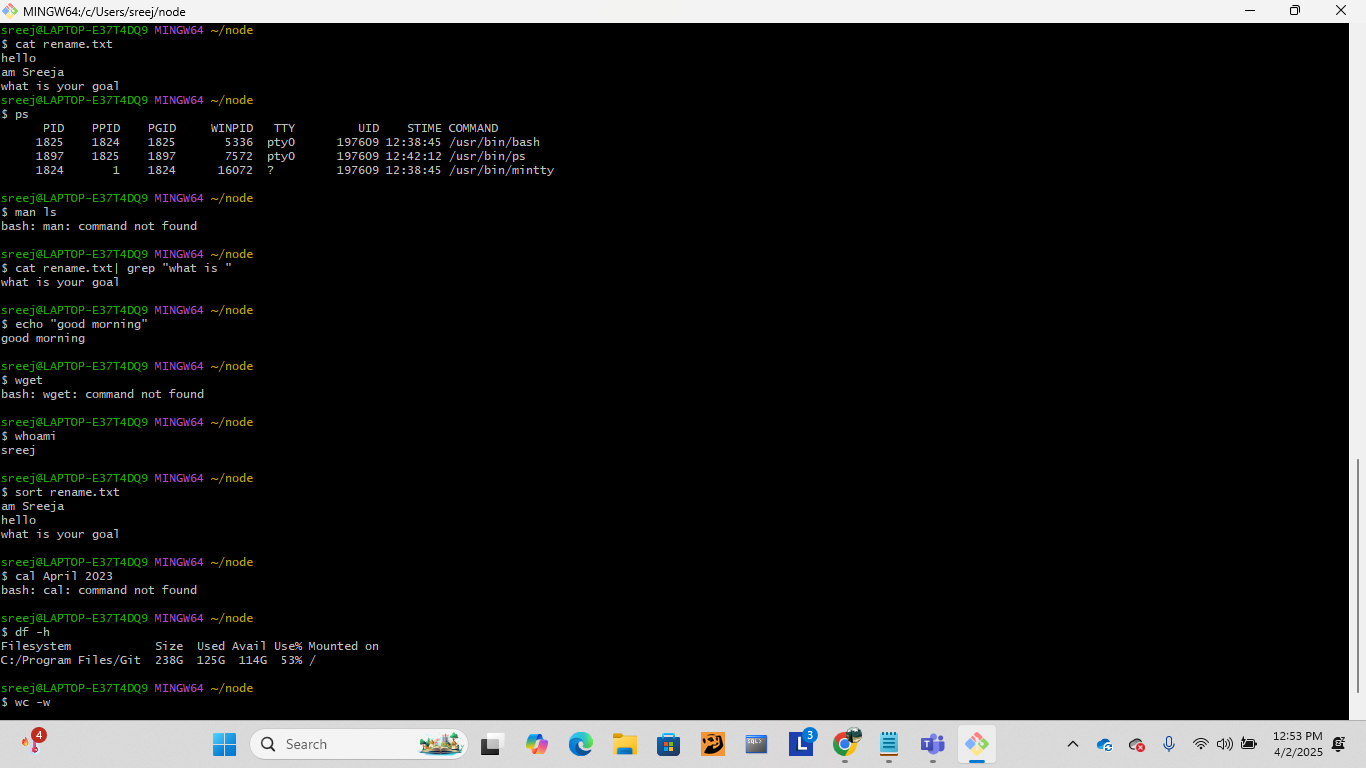 MINGW64:/c/Users/sreej/node
sreej@LAPTOP-E37T4DQ9 MINGW64 ~/node
$ cat rename.txt
hello
am Sreeja
what is your goal
sreej@LAPTOP-E37T4DQ9 MINGW64 ~/node
$ ps
PID PPID PGID WINPID TTY UID STIME COMMAND
1825 1824 1825 5336 pty0 197609 12:38:45 /usr/bin/bash
1897 1825 1897 7572 pty0 197609 12:42:12 /usr/bin/ps
1824 1 1824 16072 ? 197609 12:38:45 /usr/bin/mintty
sreej@LAPTOP-E37T4DQ9 MINGW64 ~/node
$ man ls
bash: man: command not found
sreej@LAPTOP-E37T4DQ9 MINGW64 ~/node
$ cat rename.txt| grep "what is "
what is your goal
sreej@LAPTOP-E37T4DQ9 MINGW64 ~/node
$ echo "good morning"
good morning
sreej@LAPTOP-E37T4DQ9 MINGW64 ~/node
$ wget
bash: wget: command not found
sreej@LAPTOP-E37T4DQ9 MINGW64 ~/node
$ whoami
sreej
sreej@LAPTOP-E37T4DQ9 MINGW64 ~/node
$ sort rename.txt
am Sreeja
hello
what is your goal
sreej@LAPTOP-E37T4DQ9 MINGW64 ~/node
$ cal April 2023
bash: cal: command not found
sreej@LAPTOP-E37T4DQ9 MINGW64 ~/node
$ df -h
Filesystem Size Used Avail Use% Mounted on
C:/Program Files/Git 238G 125G 114G 53% /
sreej@LAPTOP-E37T4DQ9 MINGW64 ~/node
$ wc -w
4
Search
SQL>
L
3
T
12:53 PM
4/2/2025